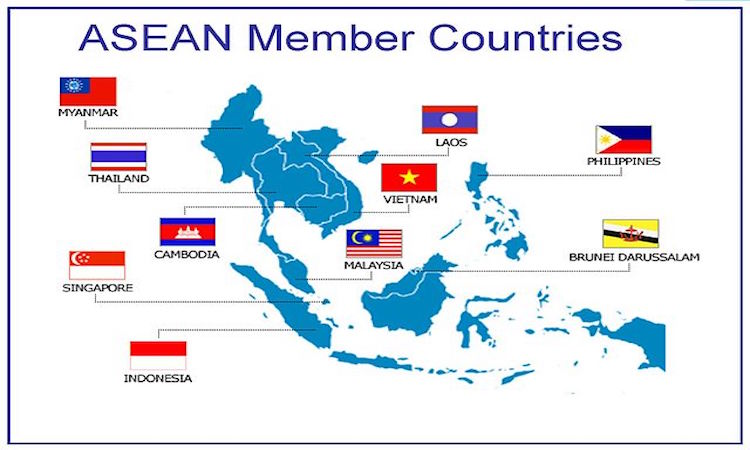 ASEAN Member Countries
MYANMAR
LAOS
PHILIPPINES
THAILAND
VIETNAM
CAMBODIA
MALAYSIA
BRUNEI DARUSSALAM
SINGAPORE
INDONESIA